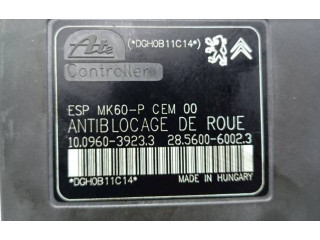 Ate (*DGH0B11C14*)
Controller
ESP MK60-P CEM 00
ANTIBLOCAGE DE ROUE
10.0960-3923.3 28.5600-6002.3
*DGH0B11C14* MADE IN HUNGARY